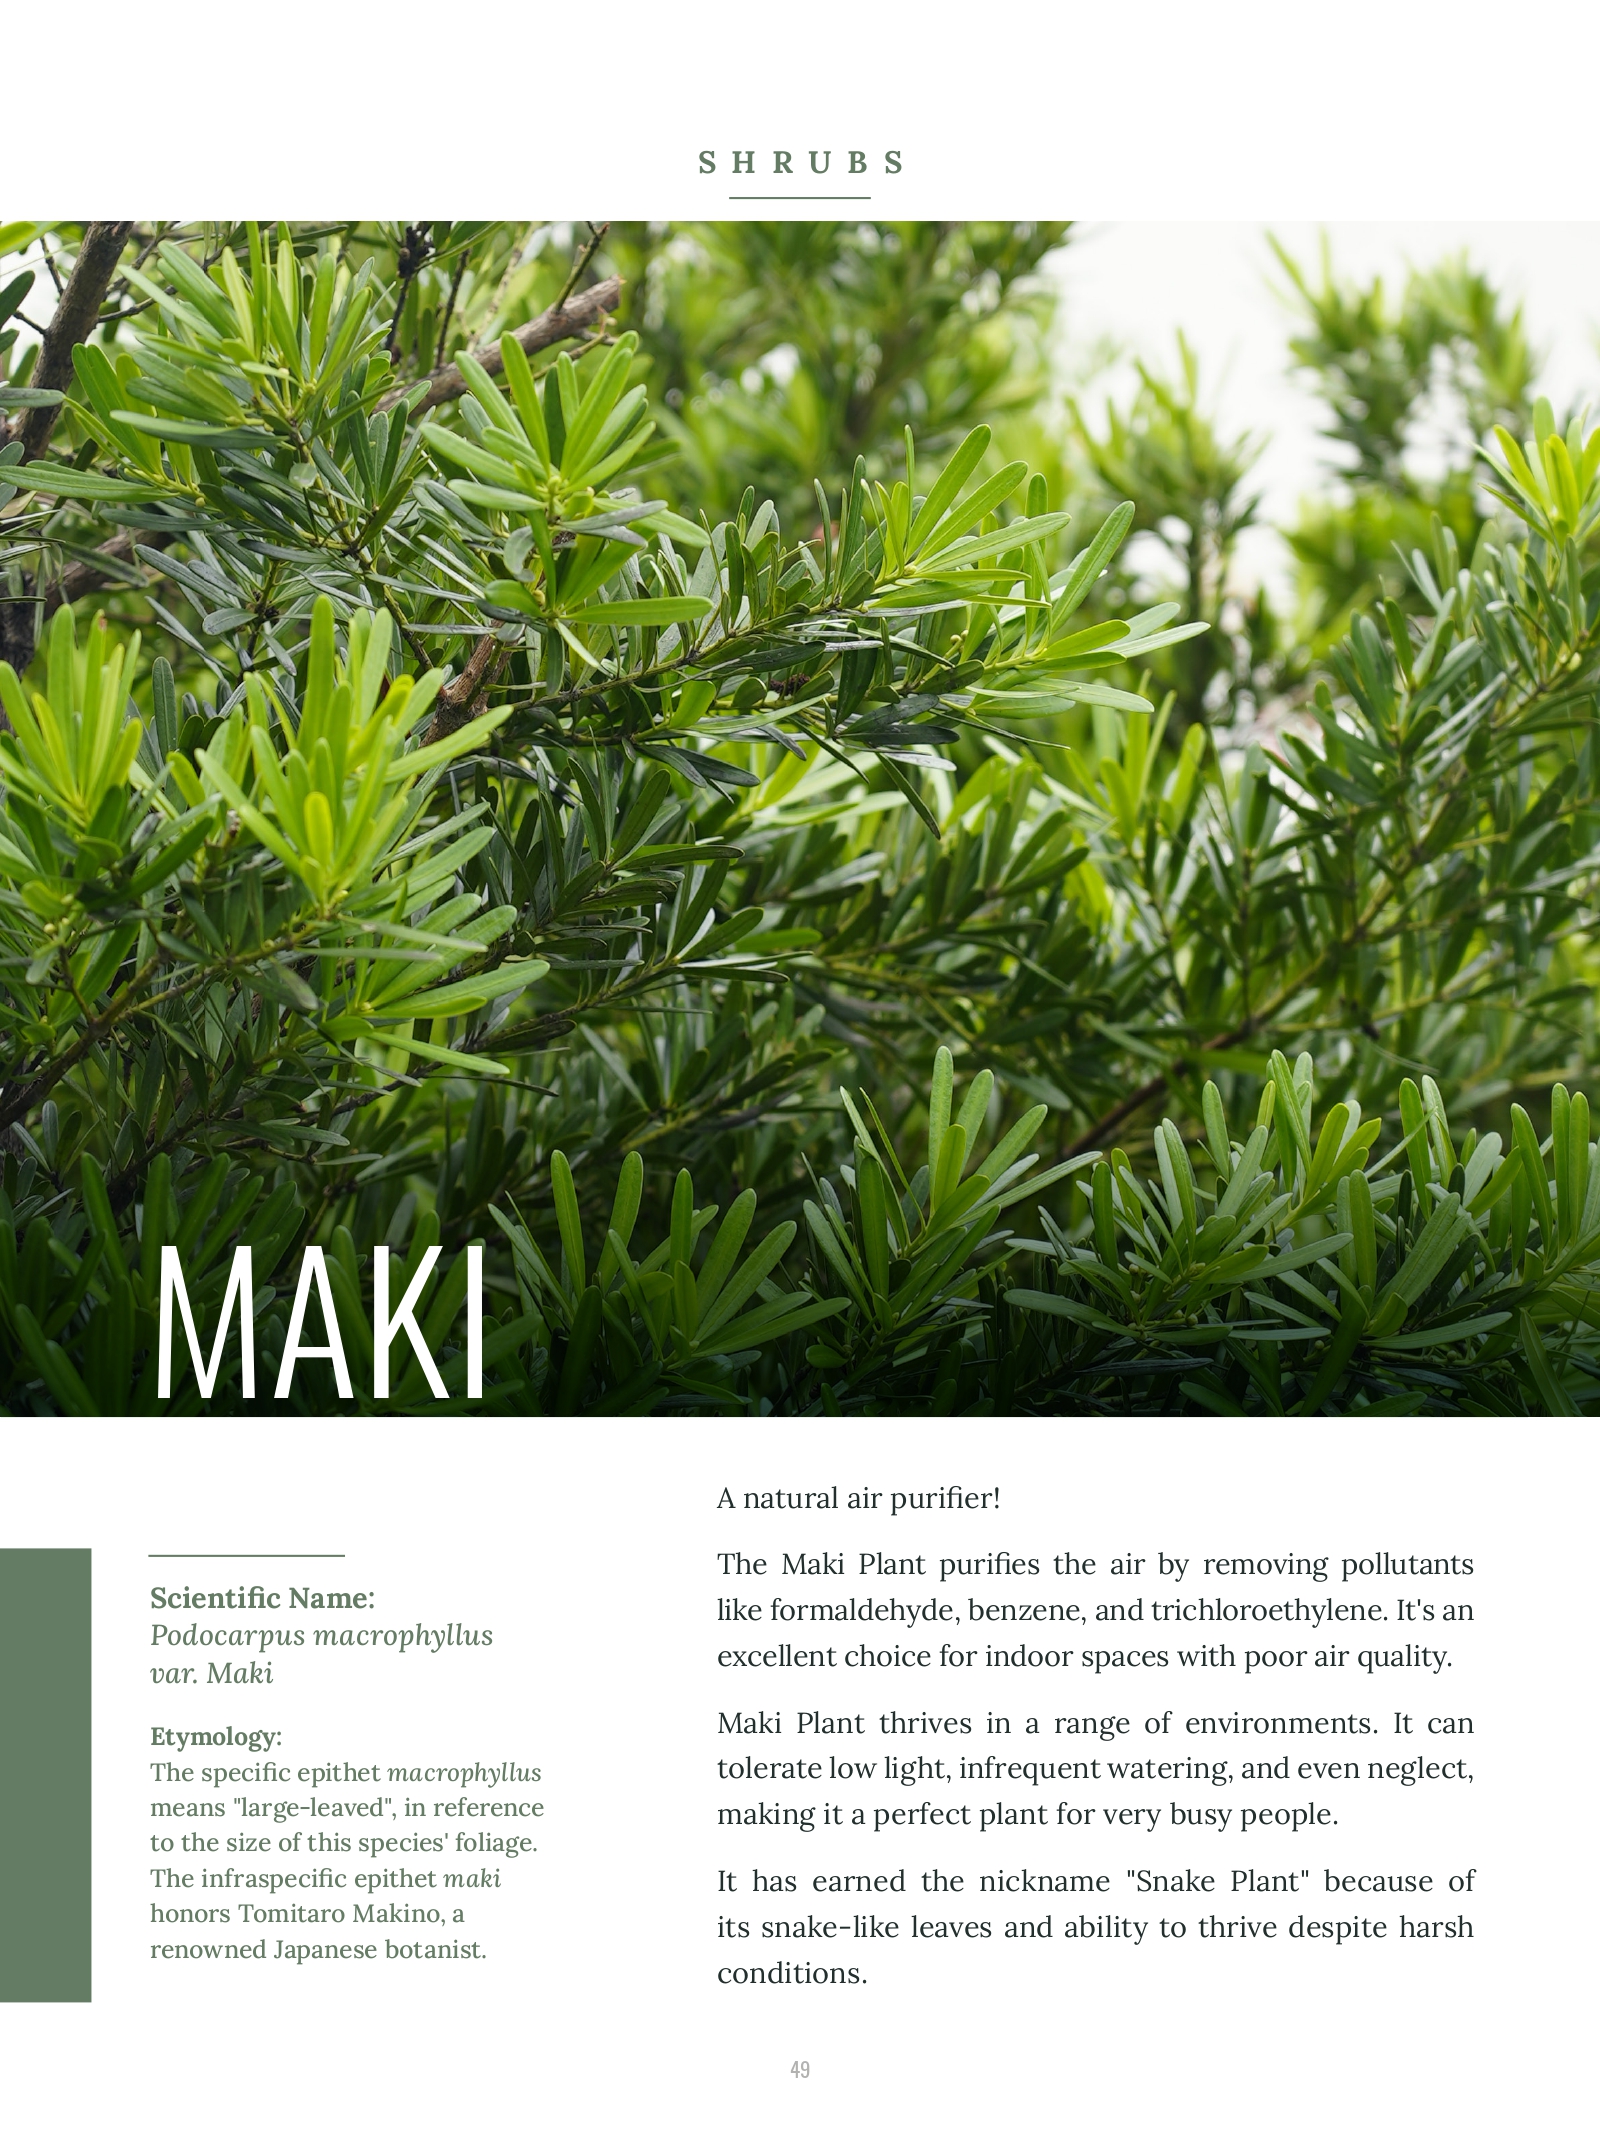 SHRUBS
MAKI
A natural air purifier!
The Maki Plant purifies the air by removing pollutants
like formaldehyde, benzene, and trichloroethylene. It's an
excellent choice for indoor spaces with poor air quality.
Maki Plant thrives in a range of environments. It can
tolerate low light, infrequent watering, and even neglect,
making it a perfect plant for very busy people.
It has earned the nickname "Snake Plant" because of
its snake-like leaves and ability to thrive despite harsh
conditions.
Scientific Name:
Podocarpus macrophyllus
var. Maki
Etymology:
The specific epithet macrophyllus
means "large-leaved", in reference
to the size of this species' foliage.
The infraspecific epithet maki
honors Tomitaro Makino, a
renowned Japanese botanist.
49